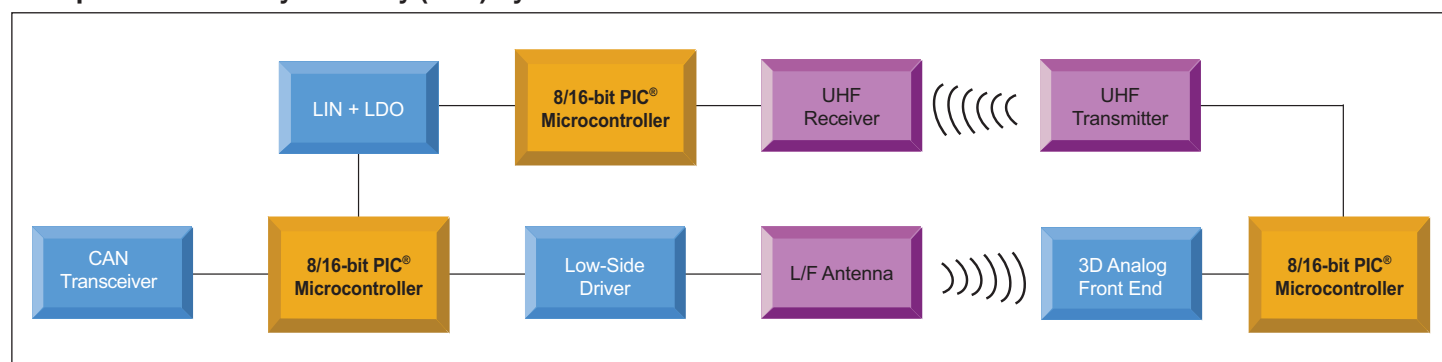 LIN + LDO
8/16-bit PIC®
Microcontroller
UHF
Receiver
UHF
Transmitter
CAN
Transceiver
8/16-bit PIC®
Microcontroller
Low-Side
Driver
L/F Antenna
3D Analog
Front End
8/16-bit PIC®
Microcontroller